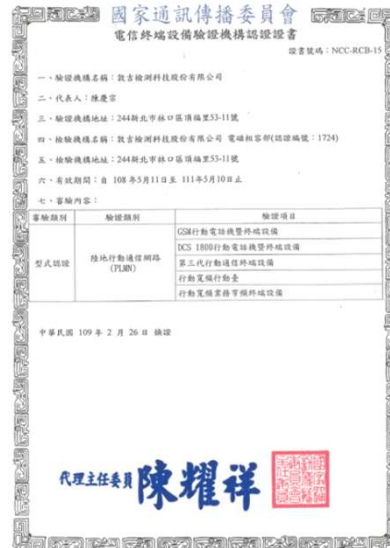 國家通訊傳播委員會
電信終端設備驗證機構認證證書
證書號碼：NCC-RCB-15
一、驗證機構名稱：敦吉檢測科技股份有限公司
二、代表人：陳慶宗
三、驗證機構地址：244新北市林口區頂福里53-11號
四、檢驗機構名稱：敦吉檢測科技股份有限公司 電磁相容部(認證編號：1724)
五、檢驗機構地址：244新北市林口區頂福里53-11號
六、有效期間：自 108 年5月11日至 111年5月10日止
七、審驗內容：
審驗類別 驗證類別 驗證項目
GSM行動電話機暨終端設備
DCS 1800行動電話機暨終端設備
型式認證 陸地行動通信網路(PLMN) 第三代行動通信終端設備
行動寬頻行動臺
行動寬頻業務窄頻終端設備
中華民國 109 年 2 月 26 日 換證
代理主任委員 陳耀祥